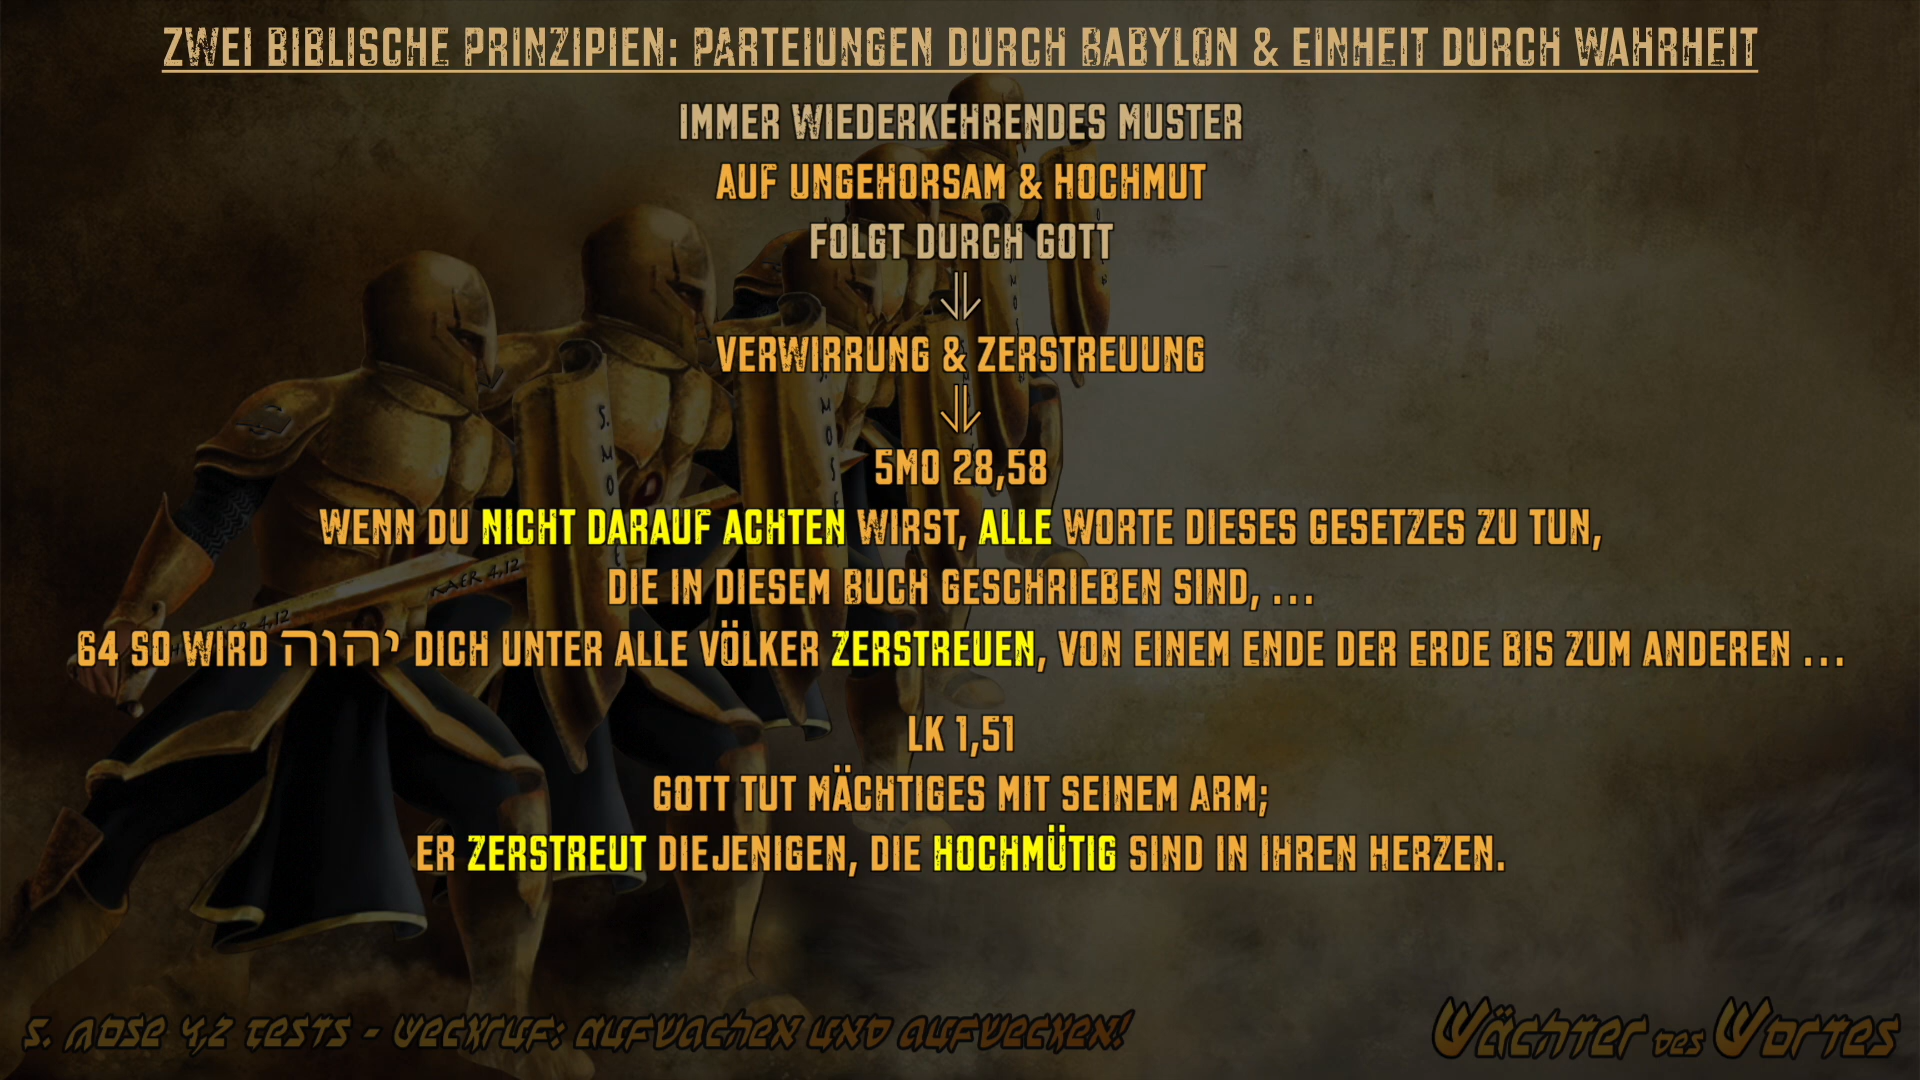 ZWEI BIBLISCHE PRINZIPIEN: PARTEIUNGEN DURCH BABYLON & EINHEIT DURCH WAHRHEIT
IMMER WIEDERKEHRENDES MUSTER
AUF UNGEHORSAM & HOCHMUT
FOLGT DURCH GOTT
⇓
VERWIRRUNG & ZERSTREUUNG
⇓
5MO 28,58
WENN DU NICHT DARAUF ACHTEN WIRST, ALLE WORTE DIESES GESETZES ZU TUN,
DIE IN DIESEM BUCH GESCHRIEBEN SIND, ...
64 SO WIRD יהוה DICH UNTER ALLE VÖLKER ZERSTREUEN, VON EINEM ENDE DER ERDE BIS ZUM ANDEREN ...
LK 1,51
GOTT TUT MÄCHTIGES MIT SEINEM ARM;
ER ZERSTREUT DIEJENIGEN, DIE HOCHMÜTIG SIND IN IHREN HERZEN.
5. MOSE 4,2 TESTS - WECKRUF: AUFWACHEN UND AUFWECKEN!
WÄCHTER DES WORTES